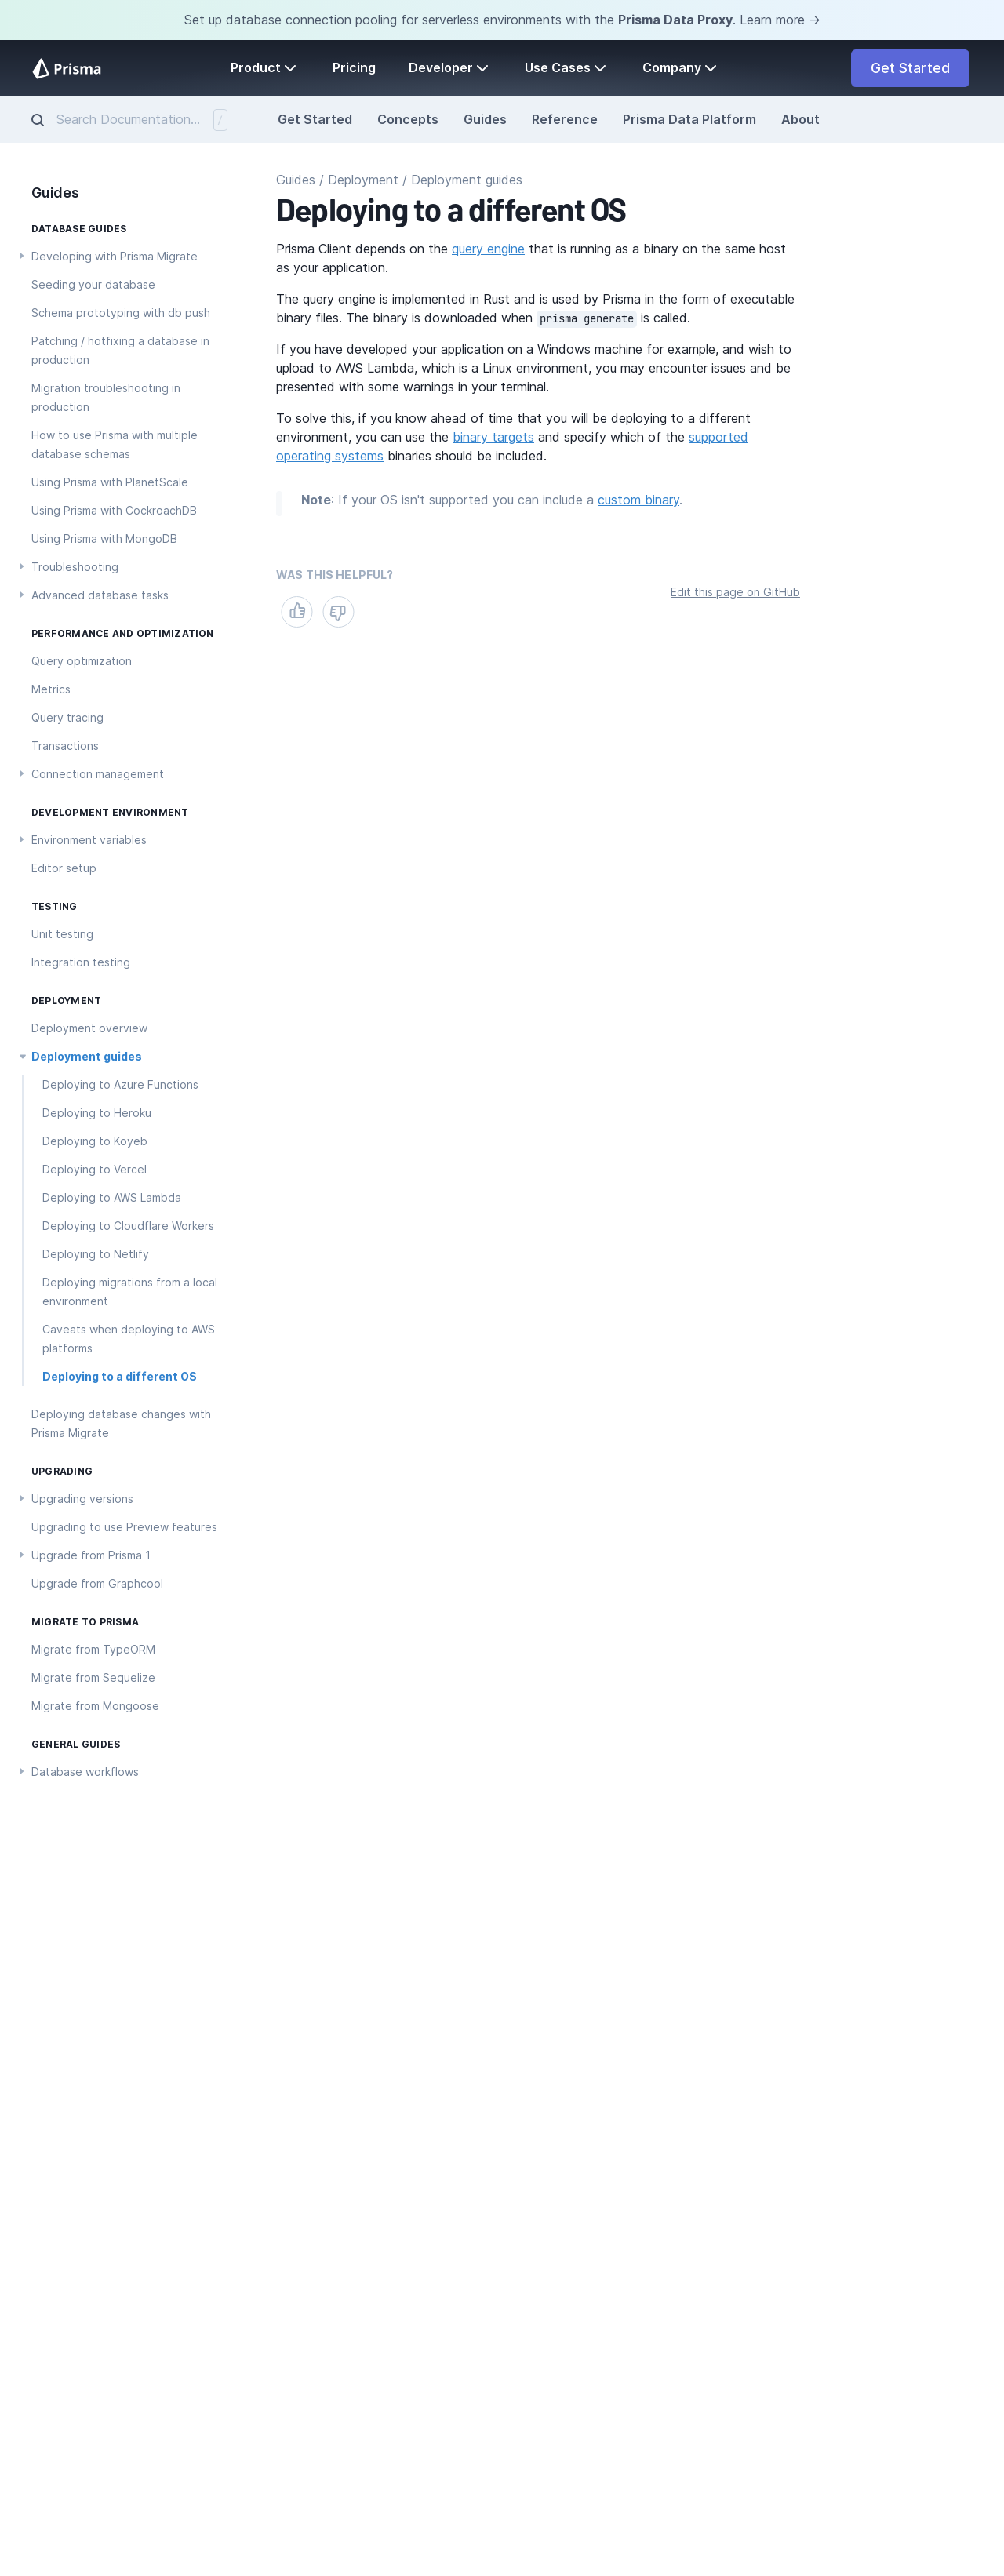 Set up database connection pooling for serverless environments with the Prisma Data Proxy. Learn more →
Prisma
Product
Pricing
Developer
Use Cases
Company
Get Started
Search Documentation...
/
Get Started
Concepts
Guides
Reference
Prisma Data Platform
About
Guides
DATABASE GUIDES
Developing with Prisma Migrate
Seeding your database
Schema prototyping with db push
Patching / hotfixing a database in
production
Migration troubleshooting in
production
How to use Prisma with multiple
database schemas
Using Prisma with PlanetScale
Using Prisma with CockroachDB
Using Prisma with MongoDB
Troubleshooting
Advanced database tasks
PERFORMANCE AND OPTIMIZATION
Query optimization
Metrics
Query tracing
Transactions
Connection management
DEVELOPMENT ENVIRONMENT
Environment variables
Editor setup
TESTING
Unit testing
Integration testing
DEPLOYMENT
Deployment overview
Deployment guides
Deploying to Azure Functions
Deploying to Heroku
Deploying to Koyeb
Deploying to Vercel
Deploying to AWS Lambda
Deploying to Cloudflare Workers
Deploying to Netlify
Deploying migrations from a local
environment
Caveats when deploying to AWS
platforms
Deploying to a different OS
Deploying database changes with
Prisma Migrate
UPGRADING
Upgrading versions
Upgrading to use Preview features
Upgrade from Prisma 1
Upgrade from Graphcool
MIGRATE TO PRISMA
Migrate from TypeORM
Migrate from Sequelize
Migrate from Mongoose
GENERAL GUIDES
Database workflows
Guides / Deployment / Deployment guides
Deploying to a different OS
Prisma Client depends on the query engine that is running as a binary on the same host
as your application.
The query engine is implemented in Rust and is used by Prisma in the form of executable
binary files. The binary is downloaded when prisma generate is called.
If you have developed your application on a Windows machine for example, and wish to
upload to AWS Lambda, which is a Linux environment, you may encounter issues and be
presented with some warnings in your terminal.
To solve this, if you know ahead of time that you will be deploying to a different
environment, you can use the binary targets and specify which of the supported
operating systems binaries should be included.
Note: If your OS isn't supported you can include a custom binary.
WAS THIS HELPFUL?
Edit this page on GitHub